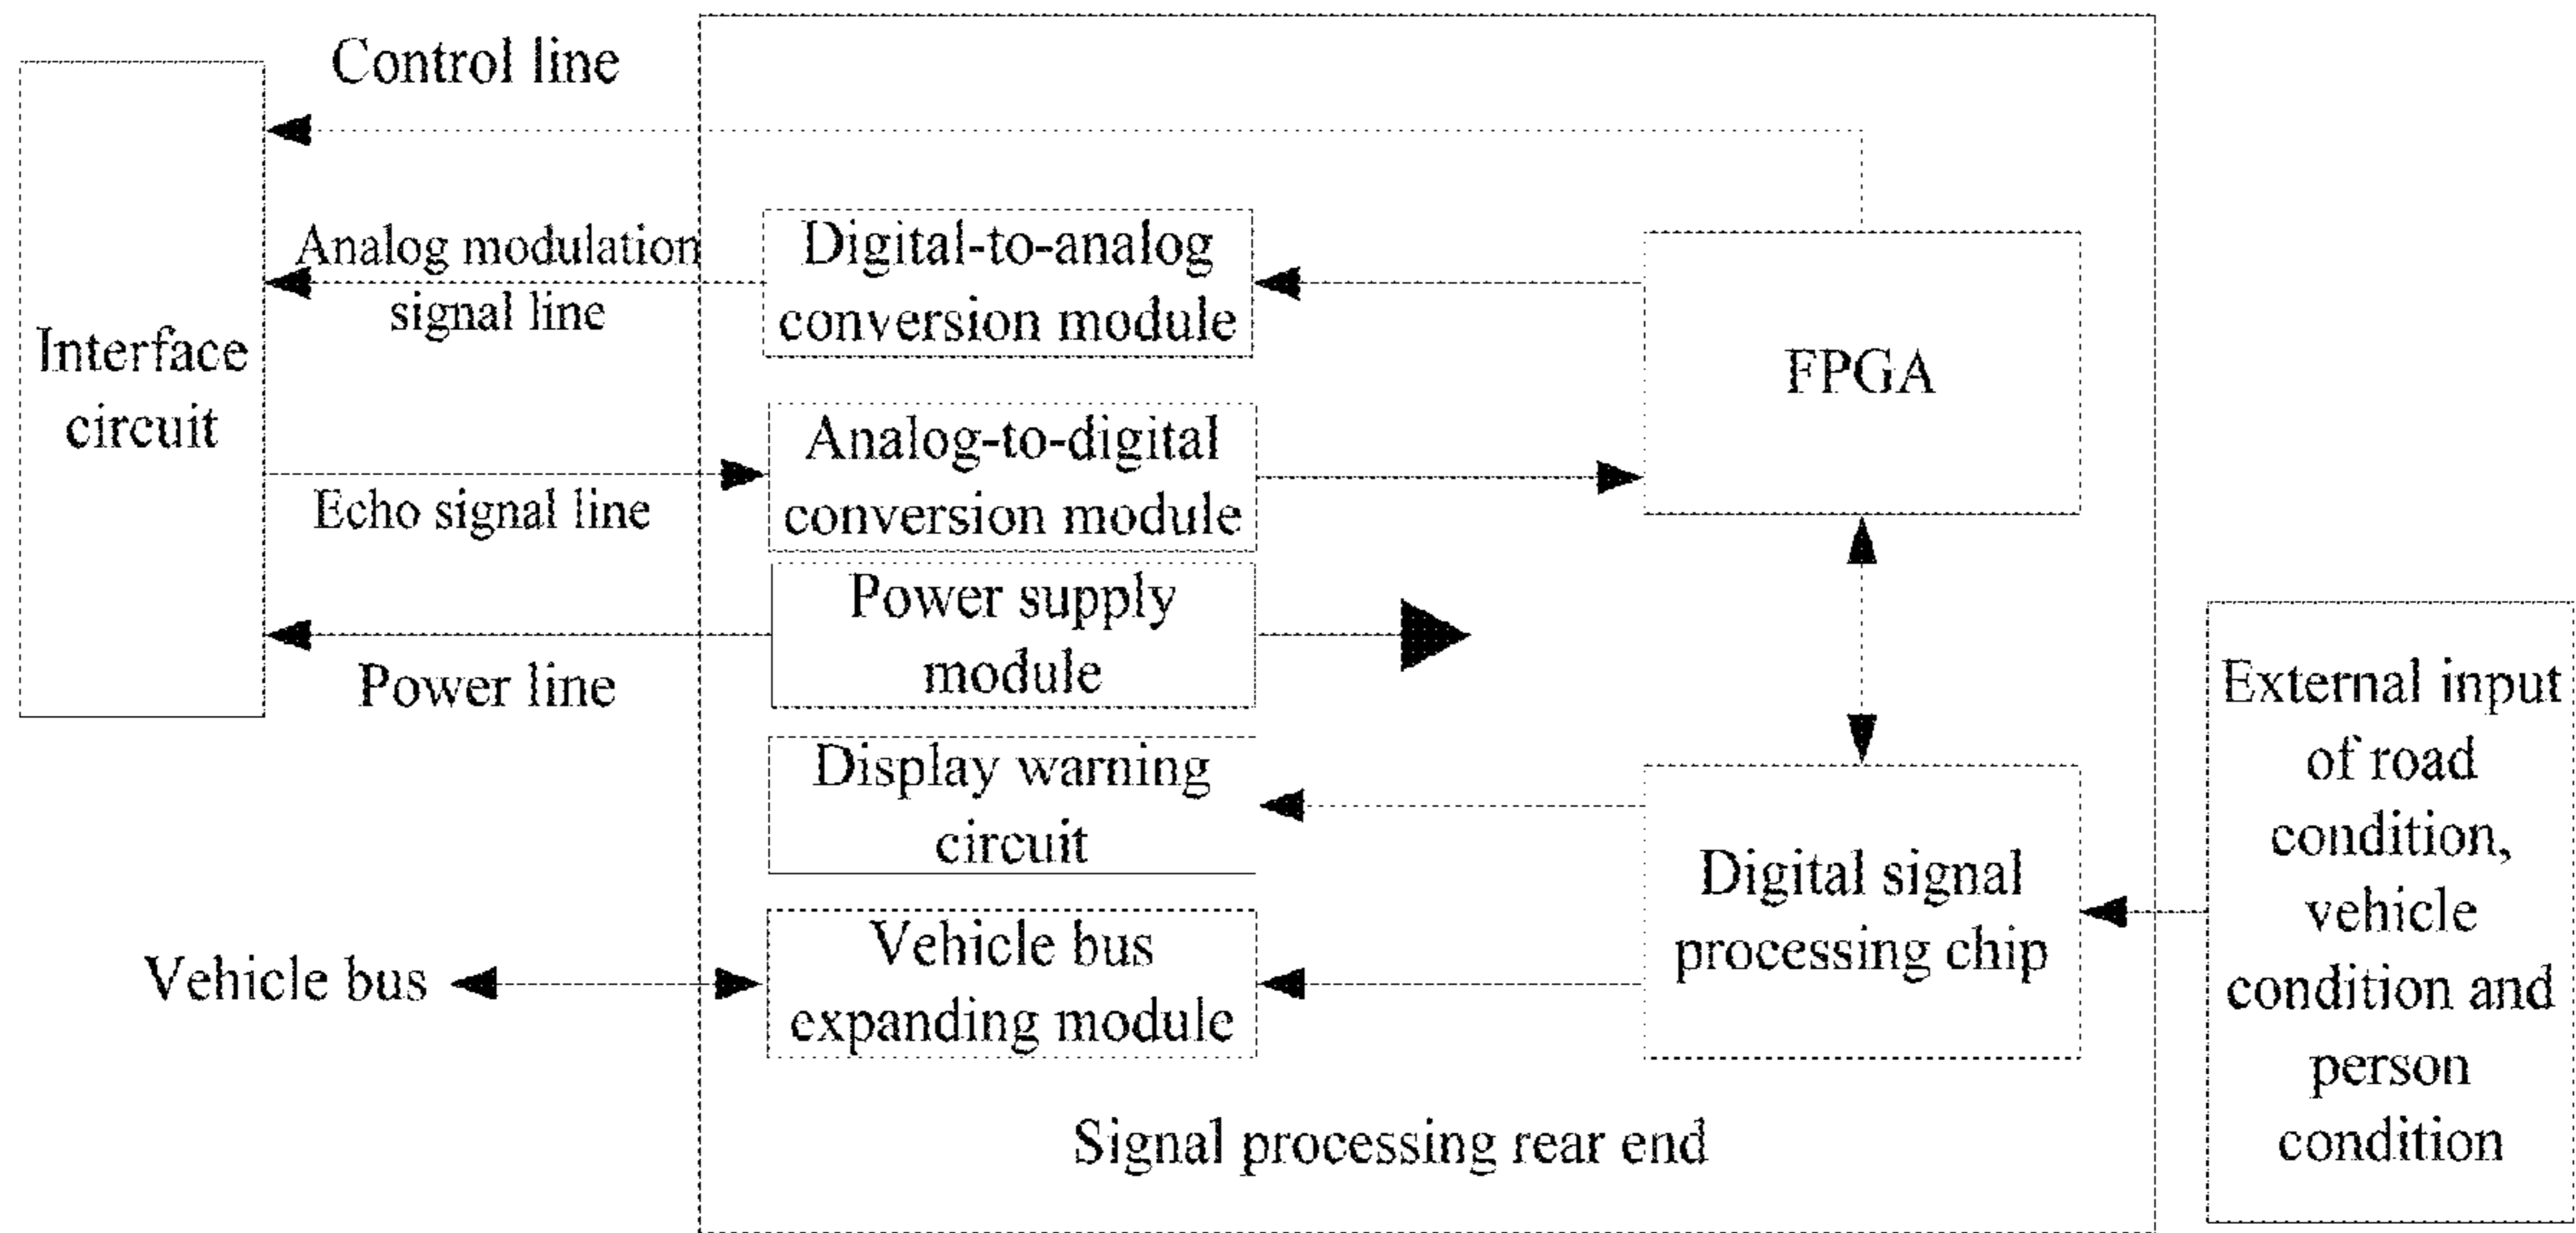 Control line
Interface
circuit
Analog modulation
signal line
Echo signal line
Power line
Vehicle bus
Digital-to-analog
conversion module
Analog-to-digital
conversion module
Power supply
module
Display warning
circuit
Vehicle bus
expanding module
FPGA
Digital signal
processing chip
Signal processing rear end
External input
of road
condition,
vehicle
condition and
person
condition